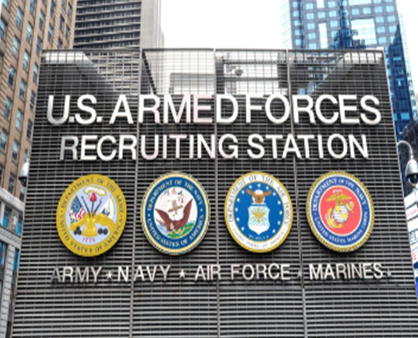 U.S. ARMED FORCES
RECRUITING STATION
ARMY ★ NAVY ★ AIR FORCE ★ MARINES ★